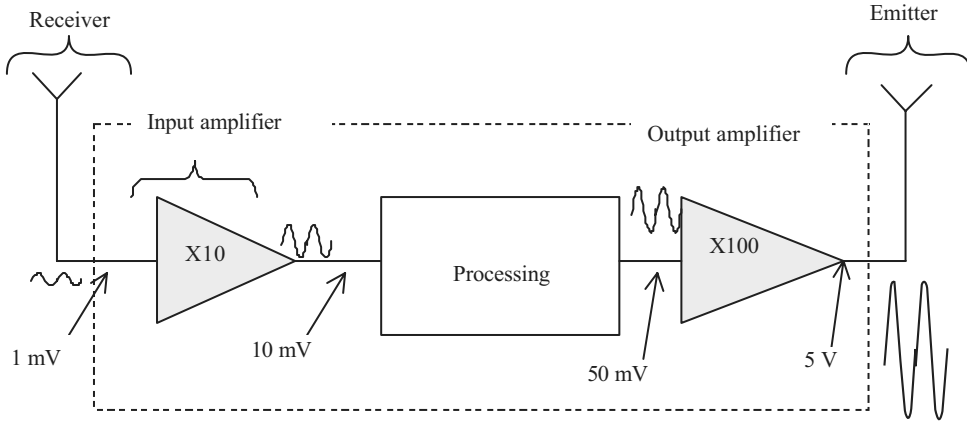 Receiver
Emitter
Input amplifier
Output amplifier
X10
X100
Processing
1 mV
10 mV
50 mV
5 V